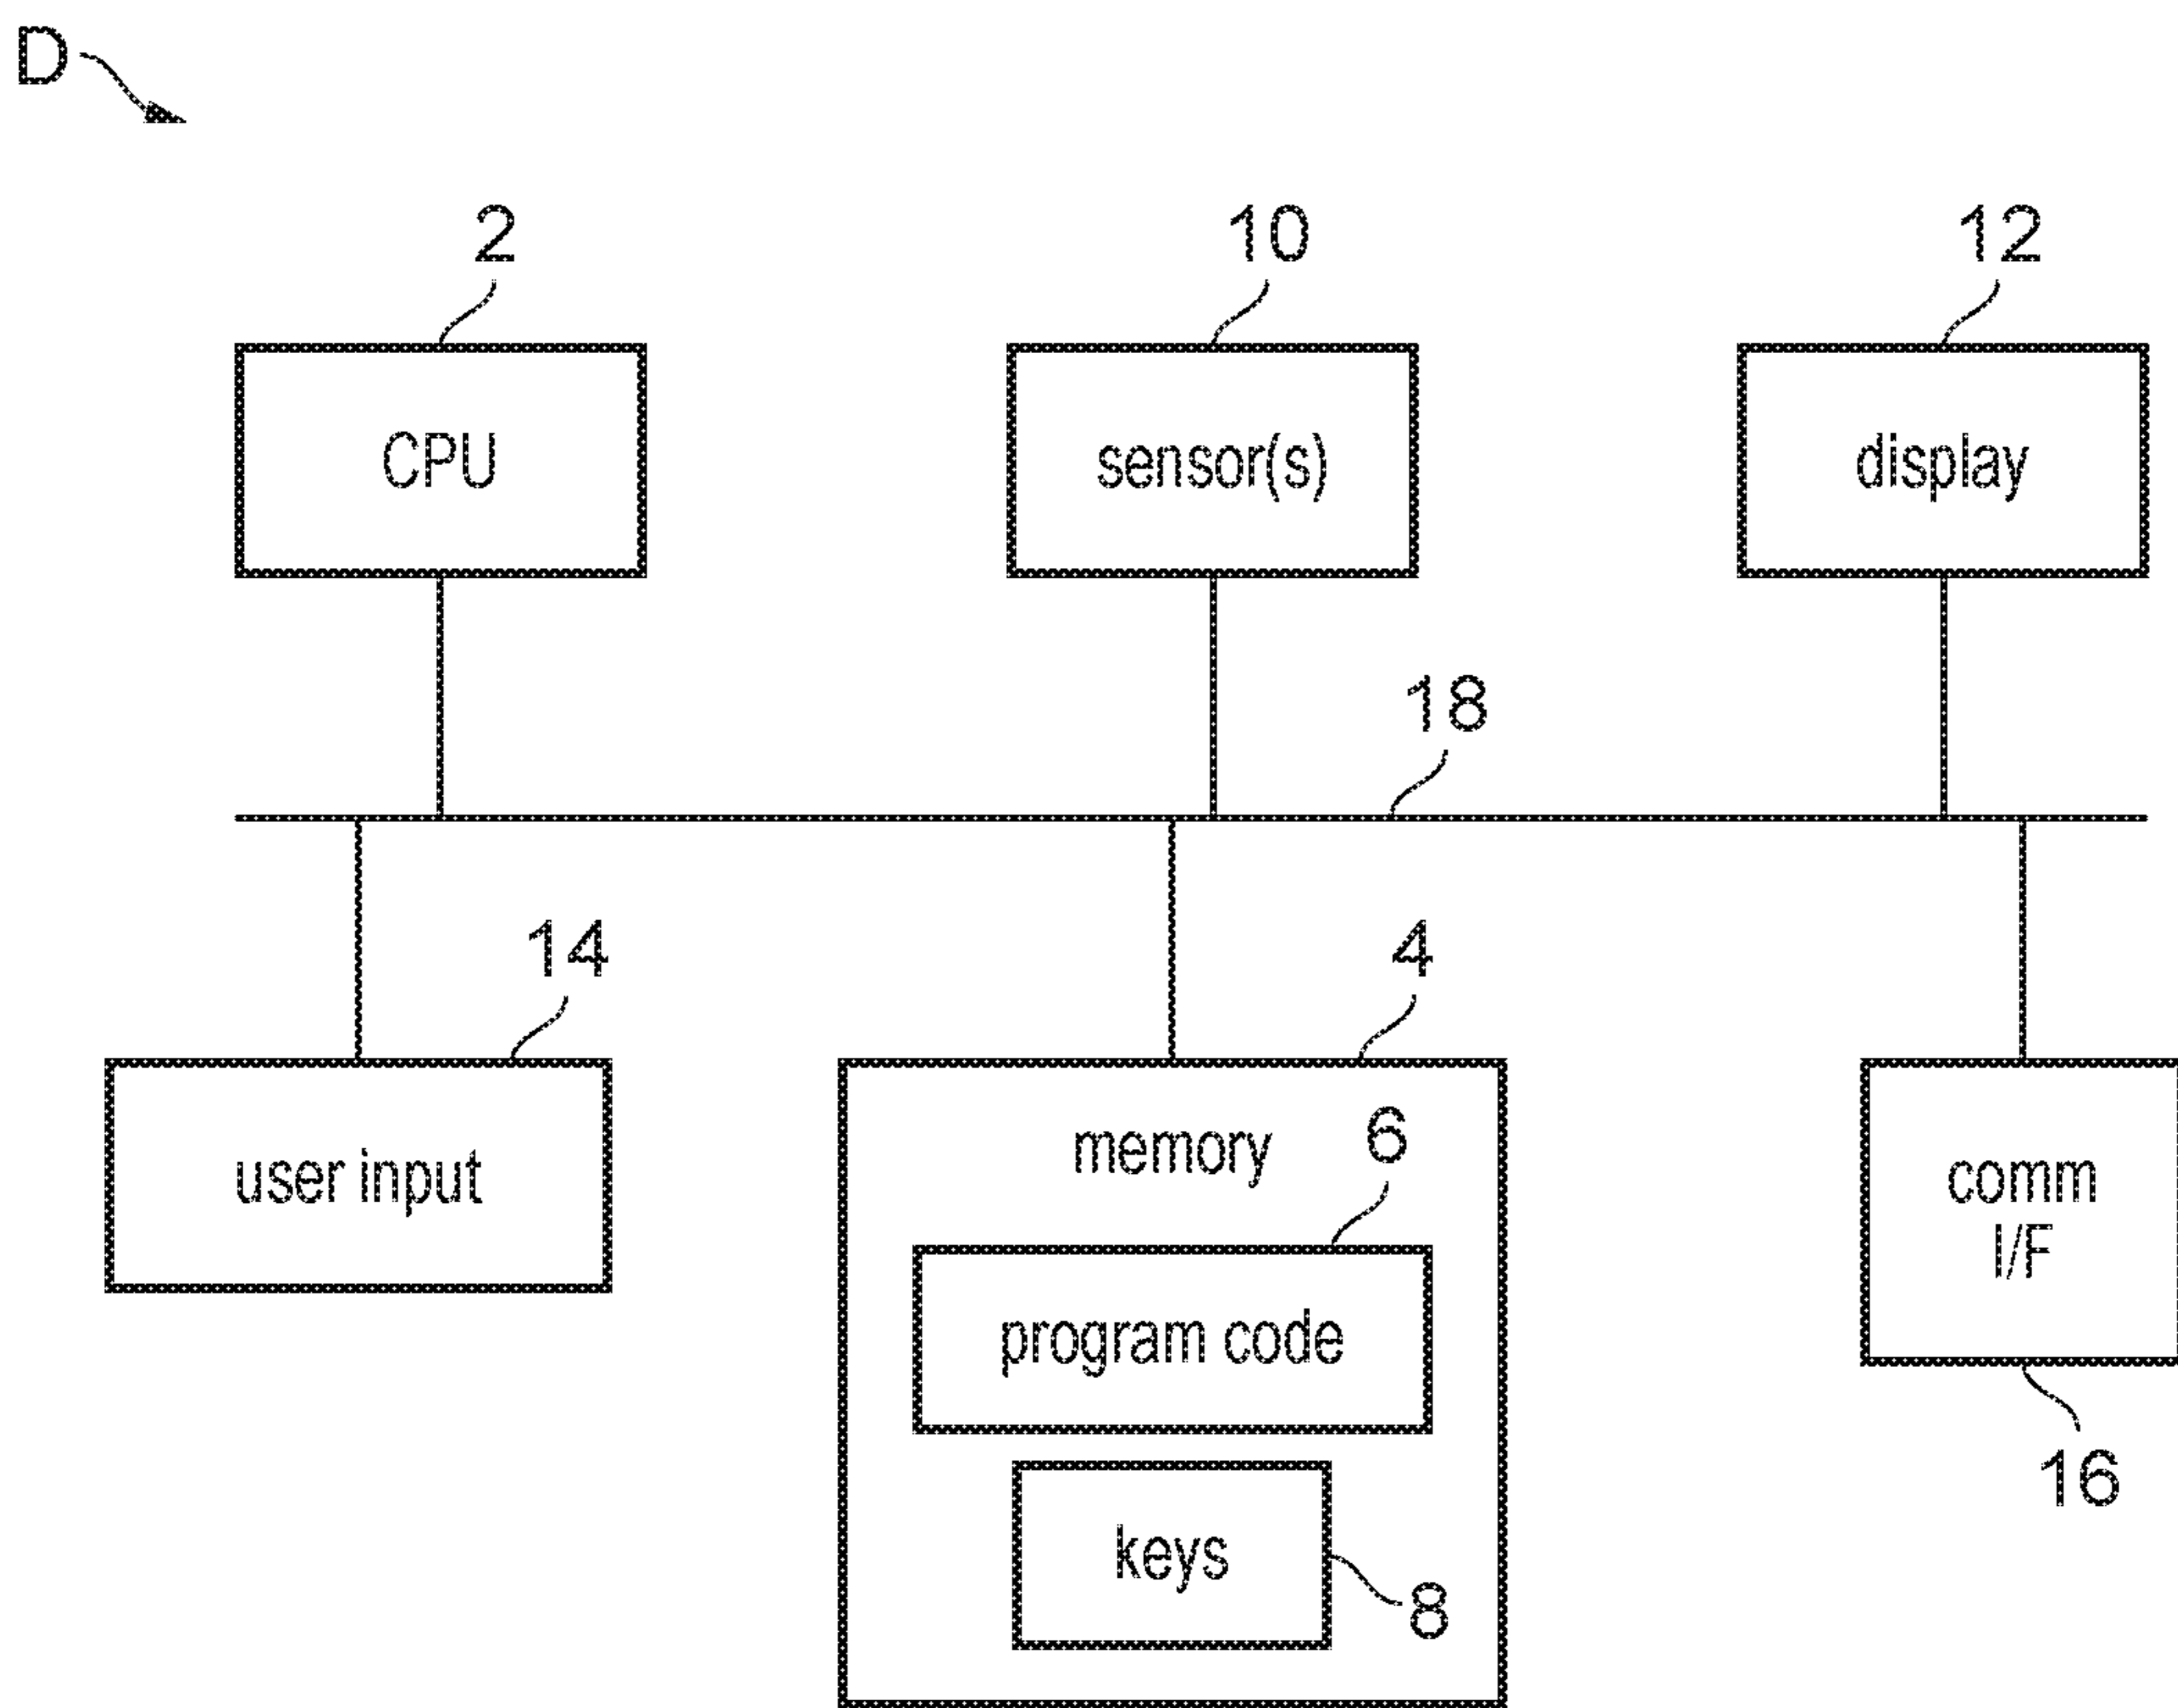 D
2
10
12
CPU
sensor(s)
display
18
14
4
user input
memory
6
program code
keys
8
comm
I/F
16